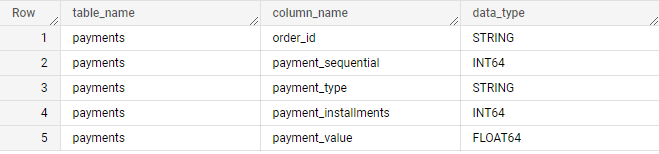 Row table_name column_name data_type
1 payments order_id STRING
2 payments payment_sequential INT64
3 payments payment_type STRING
4 payments payment_installments INT64
5 payments payment_value FLOAT64